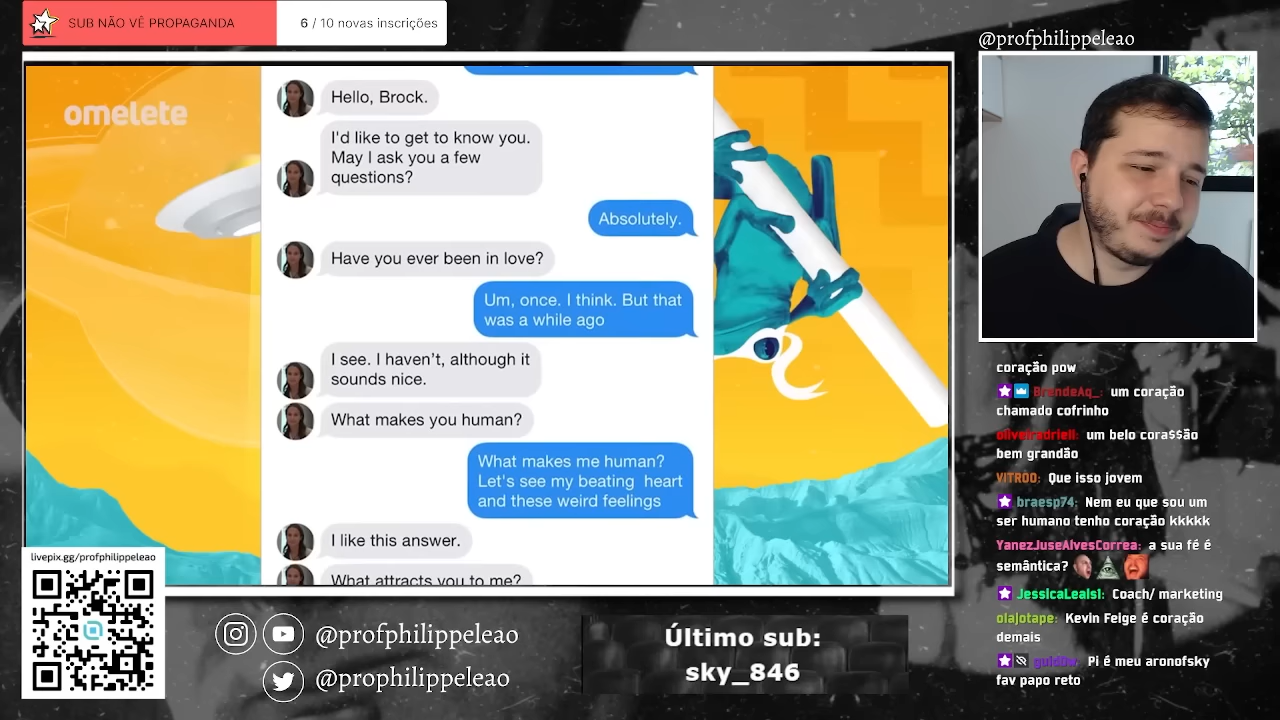 SUB NÃO VÊ PROPAGANDA
6 / 10 novas inscrições
@profphilippeleao
omelete
Hello, Brock.
I'd like to get to know you.
May I ask you a few
questions?
Absolutely.
Have you ever been in love?
Um, once. I think. But that
was a while ago
I see. I haven't, although it
sounds nice.
What makes you human?
What makes me human?
Let's see my beating heart
and these weird feelings
I like this answer.
What attracts you to me?
coração pow
BrendeAq_: um coração
chamado cofrinho
oliveiradrieli: um belo cora$$ão
bem grandão
VITROO: Que isso jovem
braesp74: Nem eu que sou um
ser humano tenho coração kkkkk
YanezJuseAlvesCorrea: a sua fé é
semântica?
JessicaLealsl: Coach/ marketing
olajotape: Kevin Feige é coração
demais
Pi é meu aronofsky
fav papo reto
livepix.gg/profphilippeleao
@profphilippeleao
@prophilippeleao
Último sub:
sky_846